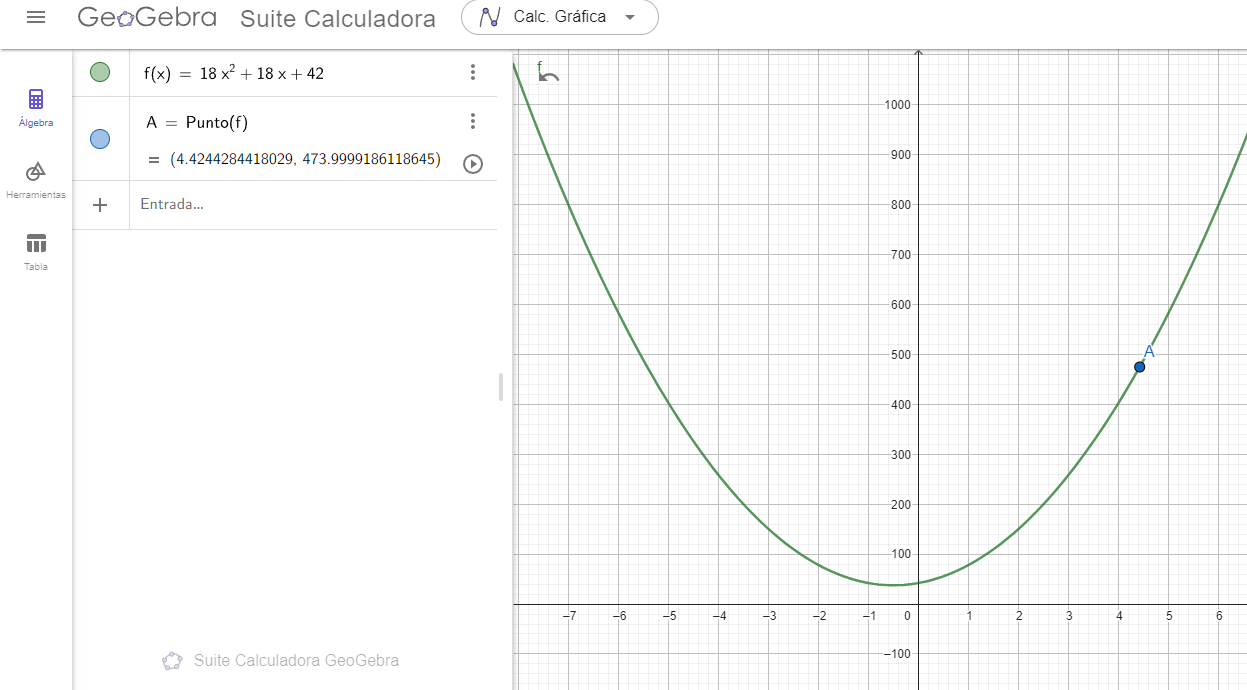 GeoGebra Suite Calculadora Calc. Gráfica
f(x) = 18 x² + 18 x + 42
A = Punto(f)
= (4.4244284418029, 473.9999186118645)
Entrada…
Álgebra
Herramientas
Tabla
Suite Calculadora GeoGebra
f
A
1000
900
800
700
600
500
400
300
200
100
–7 –6 –5 –4 –3 –2 –1 0 1 2 3 4 5 6
–100